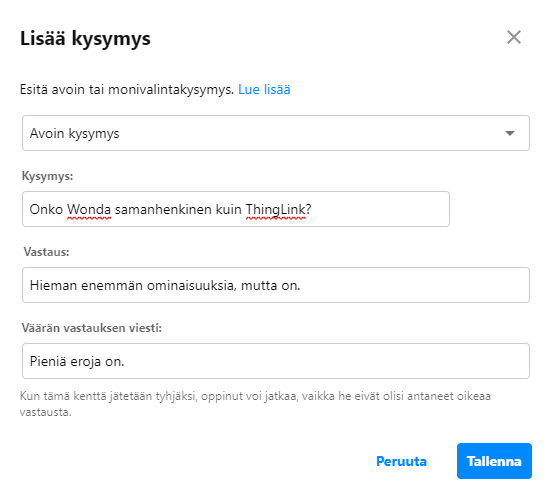 Lisää kysymys
Esitä avoin tai monivalintakysymys. Lue lisää
Avoin kysymys
Kysymys:
Onko Wonda samanhenkinen kuin ThingLink?
Vastaus:
Hieman enemmän ominaisuuksia, mutta on.
Väärän vastauksen viesti:
Pieniä eroja on.
Kun tämä kenttä jätetään tyhjäksi, oppinut voi jatkaa, vaikka he eivät olisi antaneet oikeaa
vastausta.
Peruuta Tallenna